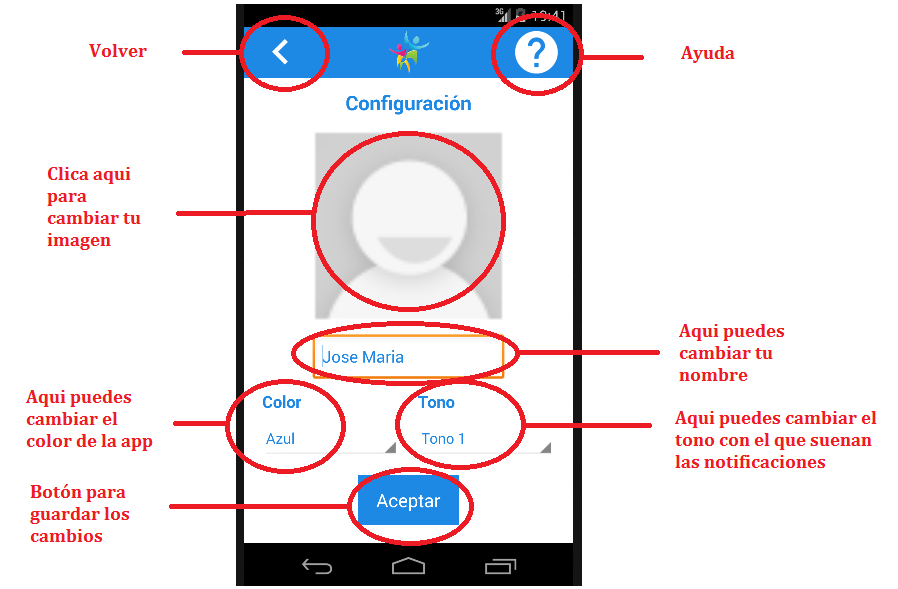 3G 19:41
Volver
?
Ayuda
Configuración
Clica aqui
para
cambiar tu
imagen
Jose Maria
Aqui puedes
cambiar tu
nombre
Color
Azul
Aqui puedes
cambiar el
color de la app
Tono
Tono 1
Aqui puedes cambiar el
tono con el que suenan
las notificaciones
Aceptar
Botón para
guardar los
cambios